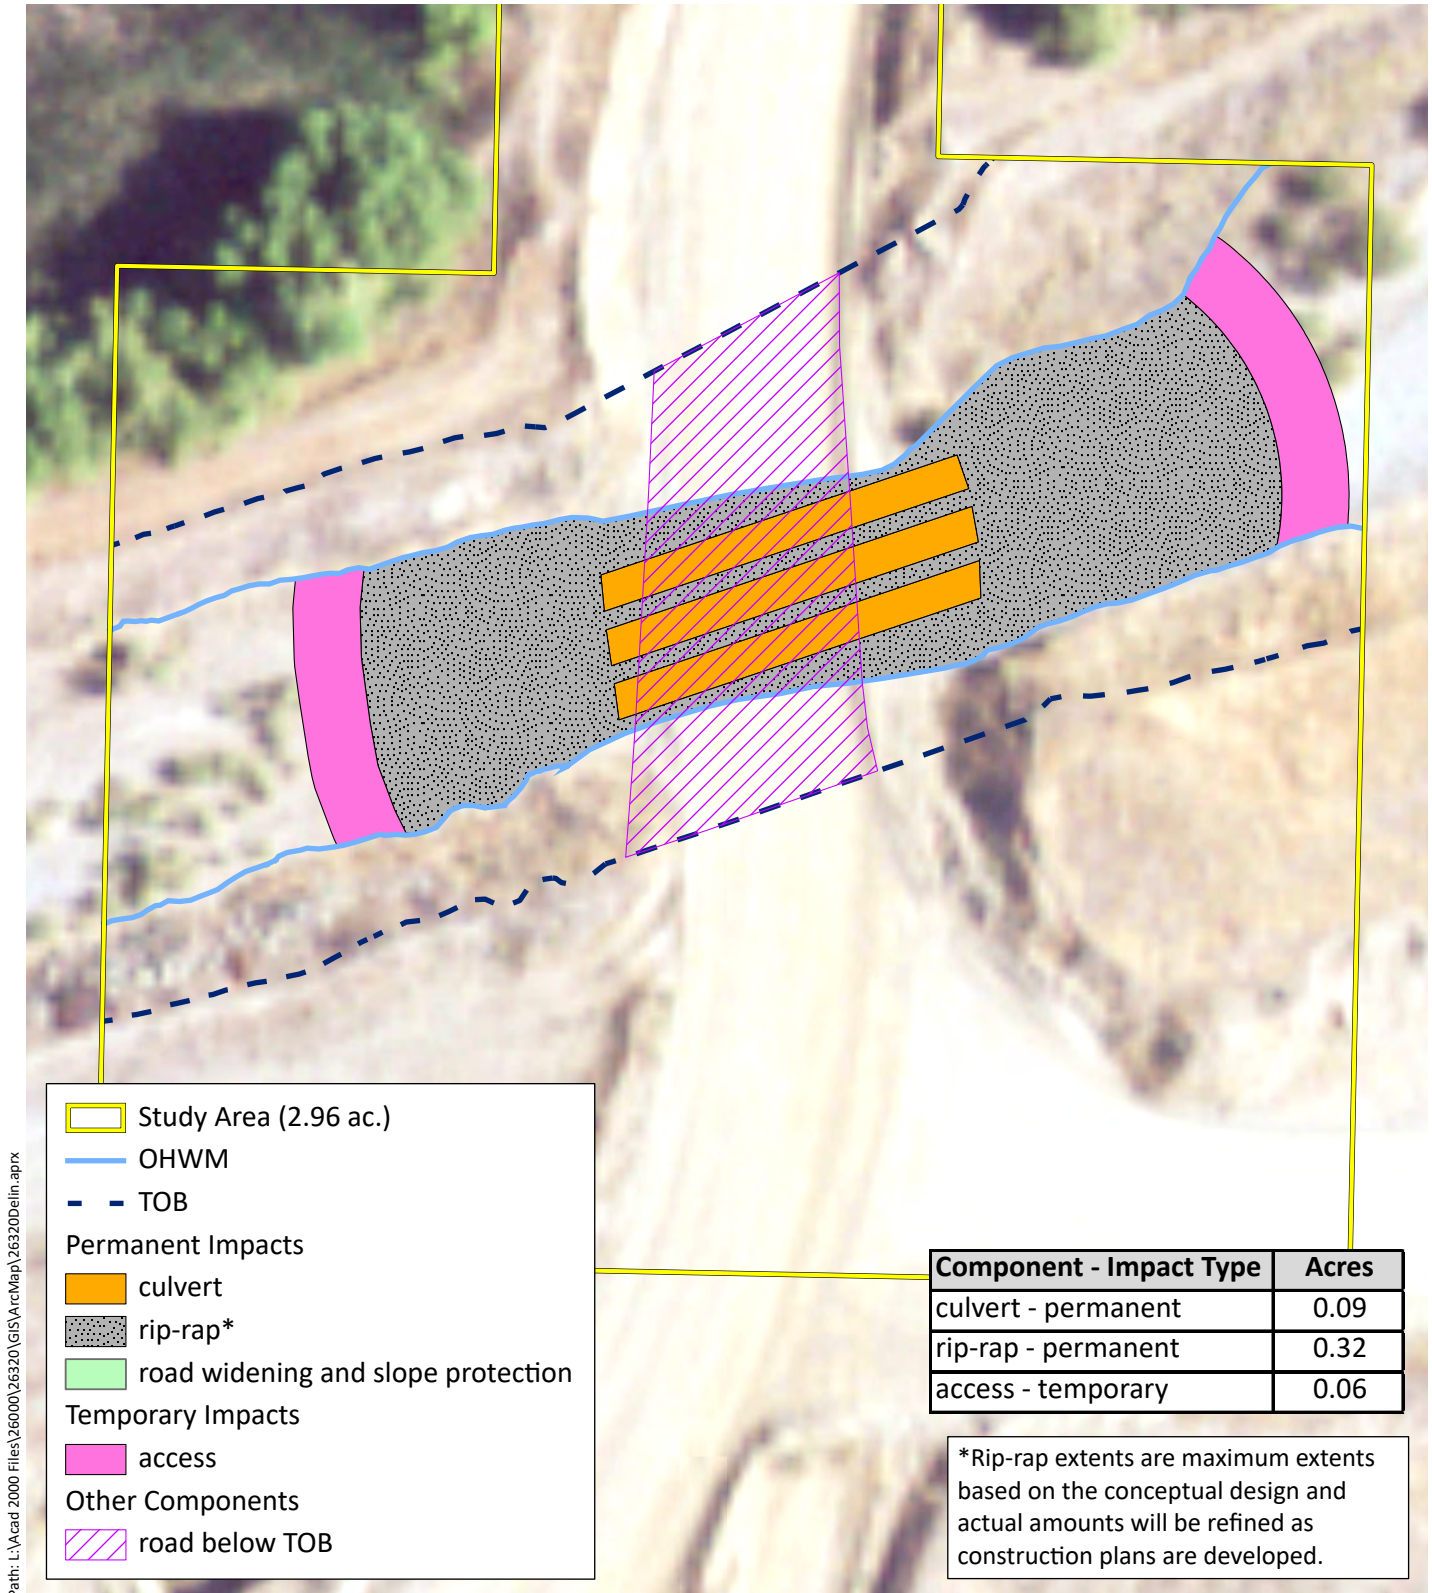 Study Area (2.96 ac.)
OHWM
TOB
Permanent Impacts
culvert
rip-rap*
road widening and slope protection
Temporary Impacts
access
Other Components
road below TOB
Component - Impact Type Acres
culvert - permanent 0.09
rip-rap - permanent 0.32
access - temporary 0.06
*Rip-rap extents are maximum extents
based on the conceptual design and
actual amounts will be refined as
construction plans are developed.
Path: L:\Acad 2000 Files\26000\26320\GIS\ArcMap\26320Delin.aprx